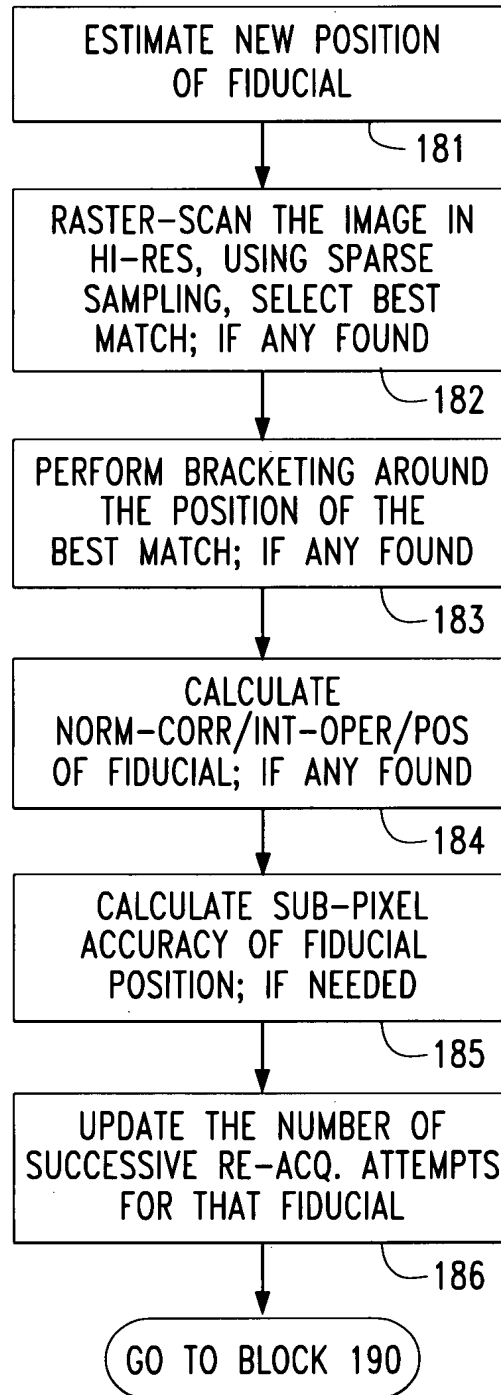 ESTIMATE NEW POSITION
OF FIDUCIAL
181
RASTER-SCAN THE IMAGE IN
HI-RES, USING SPARSE
SAMPLING, SELECT BEST
MATCH; IF ANY FOUND
182
PERFORM BRACKETING AROUND
THE POSITION OF THE
BEST MATCH; IF ANY FOUND
183
CALCULATE
NORM-CORR/INT-OPER/POS
OF FIDUCIAL; IF ANY FOUND
184
CALCULATE SUB-PIXEL
ACCURACY OF FIDUCIAL
POSITION; IF NEEDED
185
UPDATE THE NUMBER OF
SUCCESSIVE RE-ACQ. ATTEMPTS
FOR THAT FIDUCIAL
186
GO TO BLOCK 190